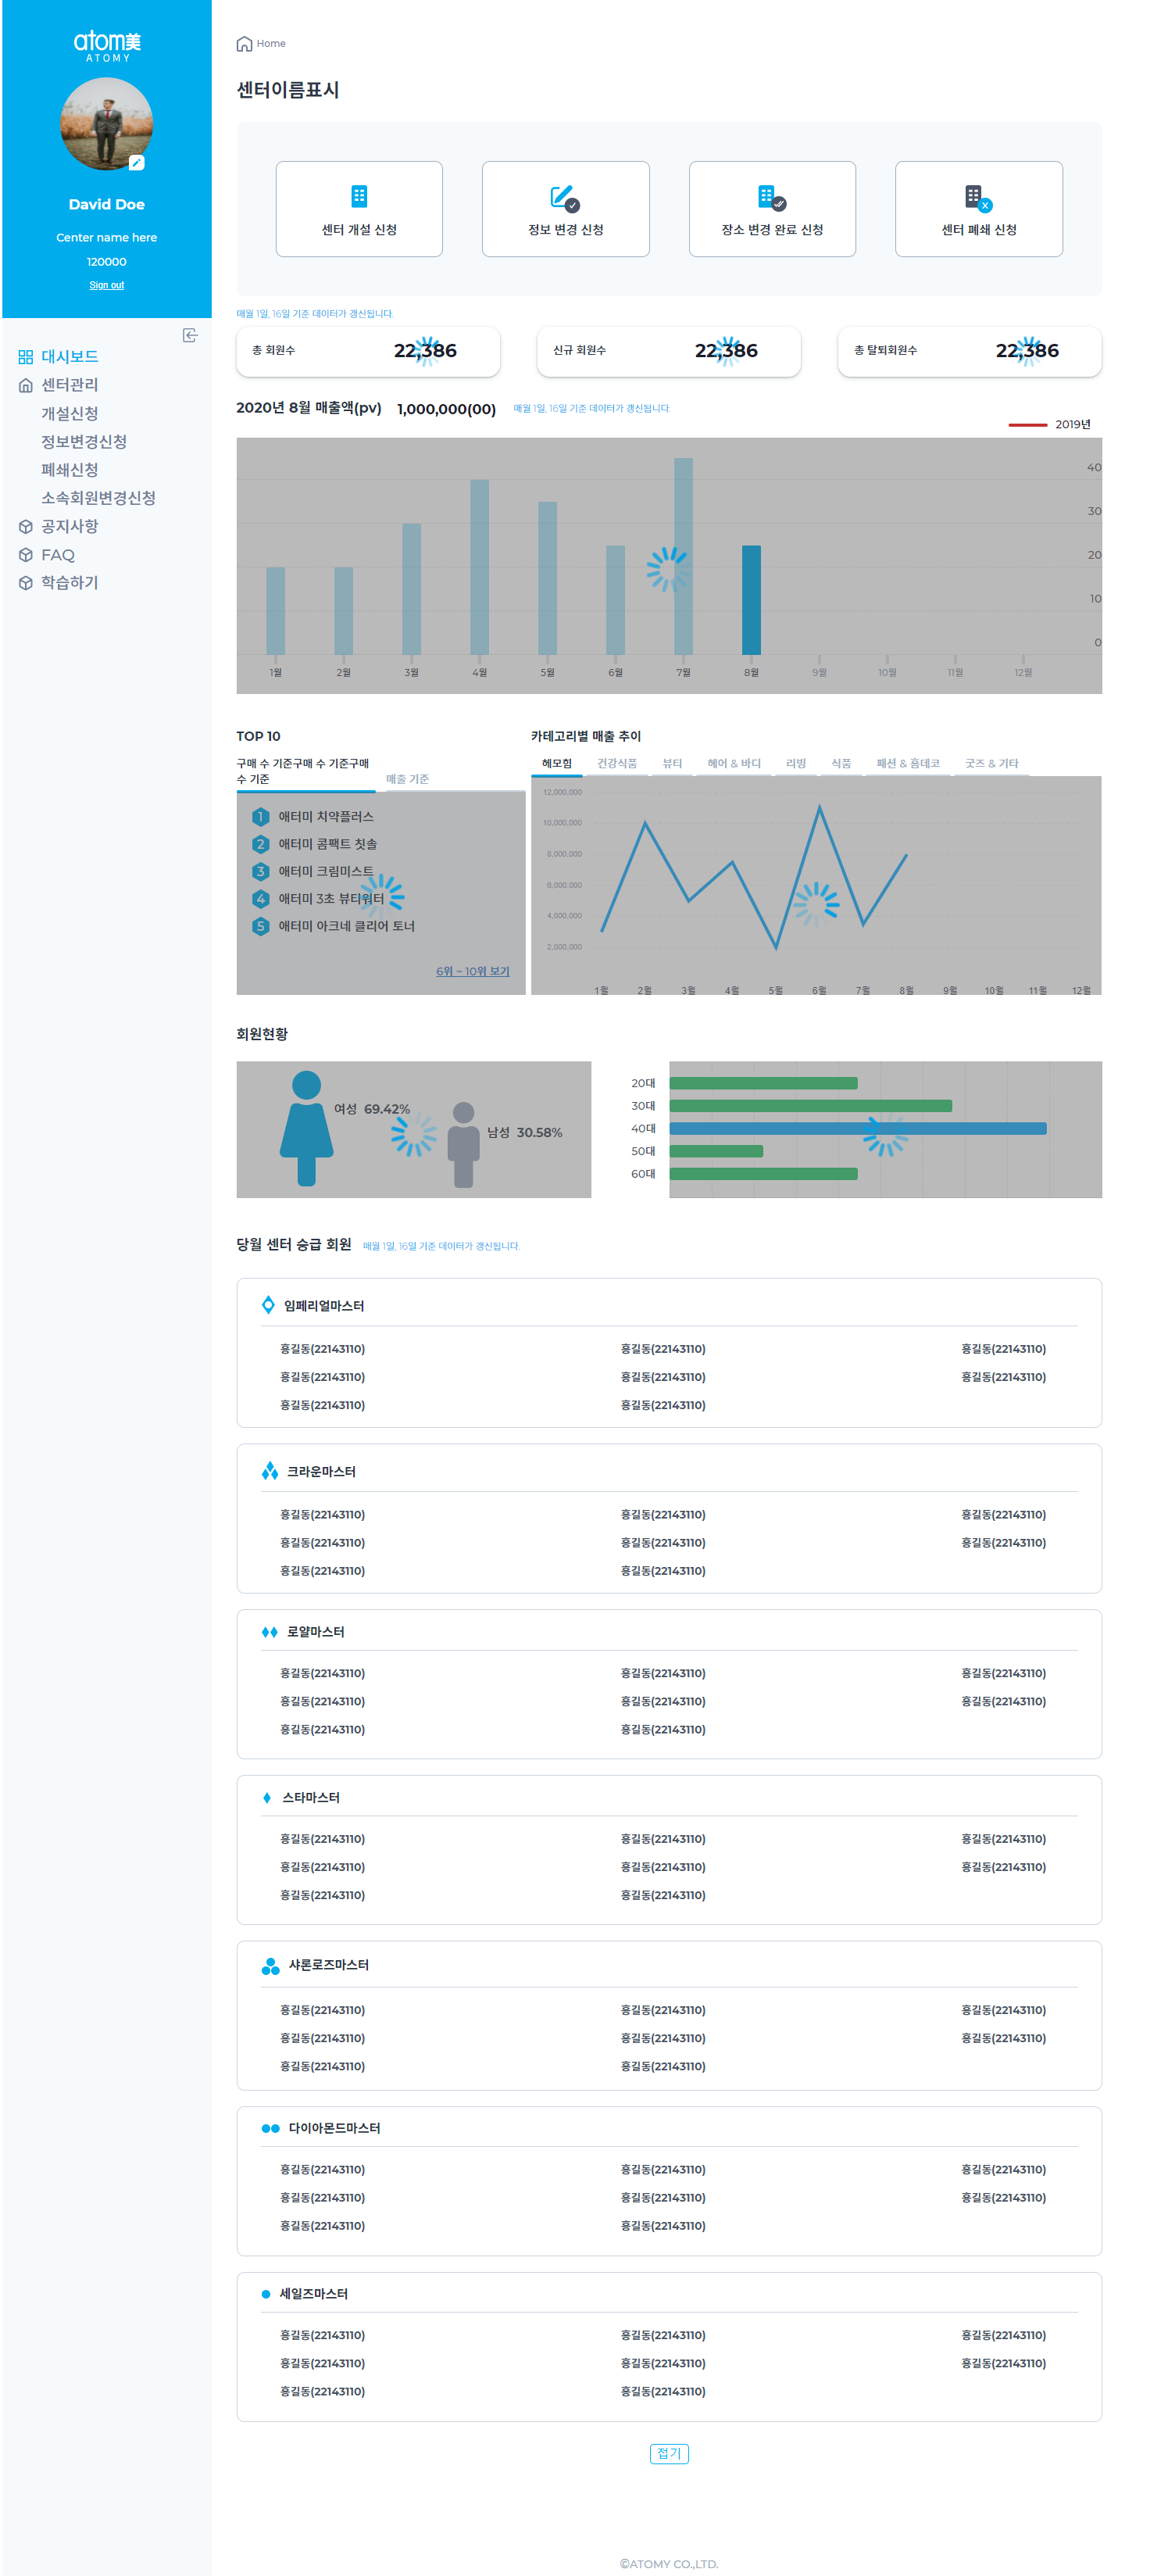 atom美
ATOMY
David Doe
Center name here
120000
Sign out
대시보드
센터관리
개설신청
정보변경신청
폐쇄신청
소속회원변경신청
공지사항
FAQ
학습하기
Home
센터이름표시
센터 개설 신청
정보 변경 신청
장소 변경 완료 신청
센터 폐쇄 신청
매월 1일, 16일 기준 데이터가 갱신됩니다.
총 회원수 22,386
신규 회원수 22,386
총 탈퇴회원수 22,386
2020년 8월 매출액(pv) 1,000,000(00) 매월 1일, 16일 기준 데이터가 갱신됩니다.
2019년
40
30
20
10
0
1월 2월 3월 4월 5월 6월 7월 8월 9월 10월 11월 12월
TOP 10
구매 수 기준구매 수 기준구매
수 기준
매출 기준
1 애터미 치약플러스
2 애터미 콤팩트 칫솔
3 애터미 크림미스트
4 애터미 3초 뷰티워터
5 애터미 아크네 클리어 토너
6위 ~ 10위 보기
카테고리별 매출 추이
헤모힘 건강식품 뷰티 헤어 & 바디 리빙 식품 패션 & 홈데코 굿즈 & 기타
12,000,000
10,000,000
8,000,000
6,000,000
4,000,000
2,000,000
1월 2월 3월 4월 5월 6월 7월 8월 9월 10월 11월 12월
회원현황
여성 69.42%
남성 30.58%
20대
30대
40대
50대
60대
당월 센터 승급 회원 매월 1일, 16일 기준 데이터가 갱신됩니다.
임페리얼마스터
홍길동(22143110) 홍길동(22143110) 홍길동(22143110)
홍길동(22143110) 홍길동(22143110) 홍길동(22143110)
홍길동(22143110) 홍길동(22143110)
크라운마스터
홍길동(22143110) 홍길동(22143110) 홍길동(22143110)
홍길동(22143110) 홍길동(22143110) 홍길동(22143110)
홍길동(22143110) 홍길동(22143110)
로얄마스터
홍길동(22143110) 홍길동(22143110) 홍길동(22143110)
홍길동(22143110) 홍길동(22143110) 홍길동(22143110)
홍길동(22143110) 홍길동(22143110)
스타마스터
홍길동(22143110) 홍길동(22143110) 홍길동(22143110)
홍길동(22143110) 홍길동(22143110) 홍길동(22143110)
홍길동(22143110) 홍길동(22143110)
샤론로즈마스터
홍길동(22143110) 홍길동(22143110) 홍길동(22143110)
홍길동(22143110) 홍길동(22143110) 홍길동(22143110)
홍길동(22143110) 홍길동(22143110)
다이아몬드마스터
홍길동(22143110) 홍길동(22143110) 홍길동(22143110)
홍길동(22143110) 홍길동(22143110) 홍길동(22143110)
홍길동(22143110) 홍길동(22143110)
세일즈마스터
홍길동(22143110) 홍길동(22143110) 홍길동(22143110)
홍길동(22143110) 홍길동(22143110) 홍길동(22143110)
홍길동(22143110) 홍길동(22143110)
접기
©ATOMY CO.,LTD.